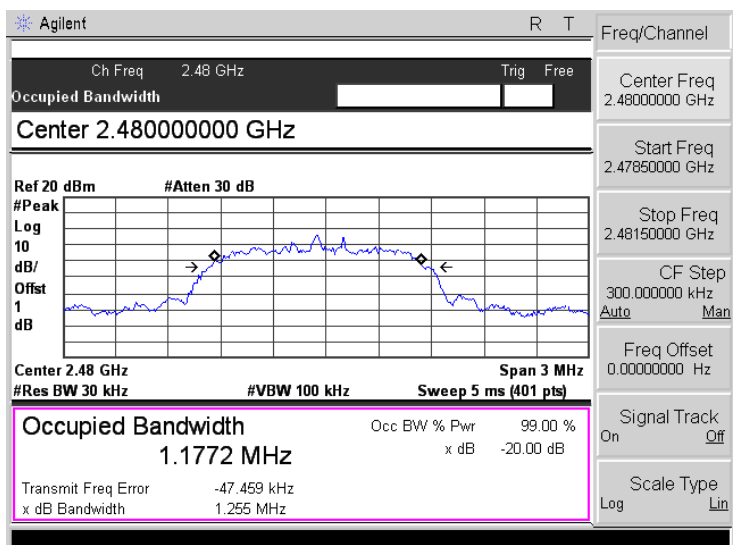 Agilent
R T
Freq/Channel
Ch Freq 2.48 GHz Trig Free
Occupied Bandwidth
Center Freq
2.48000000 GHz
Center 2.480000000 GHz
Start Freq
2.47850000 GHz
Ref 20 dBm #Atten 30 dB
#Peak
Log
10
dB/
Offst
1
dB
Stop Freq
2.48150000 GHz
CF Step
300.000000 kHz
Auto Man
Center 2.48 GHz Span 3 MHz
#Res BW 30 kHz #VBW 100 kHz Sweep 5 ms (401 pts)
Freq Offset
0.00000000 Hz
Occupied Bandwidth
1.1772 MHz
Occ BW % Pwr 99.00 %
x dB -20.00 dB
Transmit Freq Error -47.459 kHz
x dB Bandwidth 1.255 MHz
Signal Track
On Off
Scale Type
Log Lin